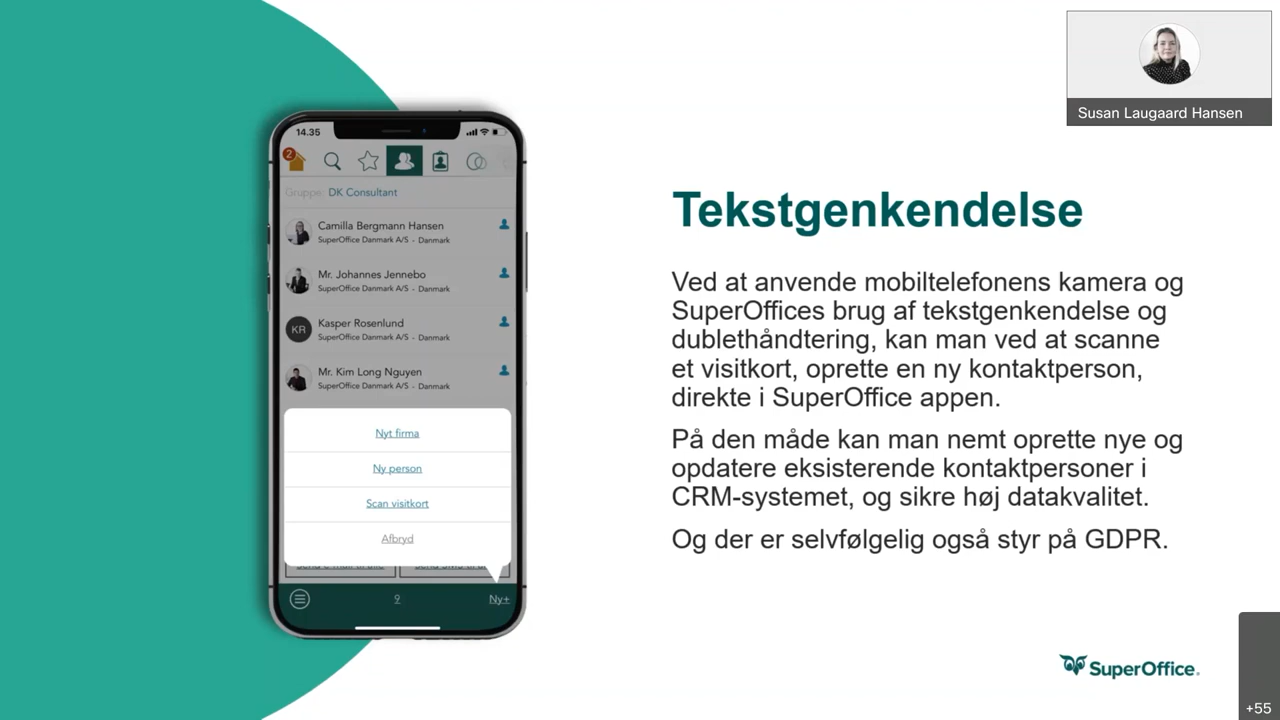 Susan Laugaard Hansen
14.35
2
Gruppe: DK Consultant
Camilla Bergmann Hansen
SuperOffice Danmark A/S - Danmark
Mr. Johannes Jennebo
SuperOffice Danmark A/S - Danmark
KR
Kasper Rosenlund
SuperOffice Danmark A/S - Danmark
Mr. Kim Long Nguyen
SuperOffice Danmark A/S - Danmark
Nyt firma
Ny person
Scan visitkort
Afbryd
Ny+
Tekstgenkendelse
Ved at anvende mobiltelefonens kamera og
SuperOffices brug af tekstgenkendelse og
dublethåndtering, kan man ved at scanne
et visitkort, oprette en ny kontaktperson,
direkte i SuperOffice appen.
På den måde kan man nemt oprette nye og
opdatere eksisterende kontaktpersoner i
CRM-systemet, og sikre høj datakvalitet.
Og der er selvfølgelig også styr på GDPR.
SuperOffice.
+55